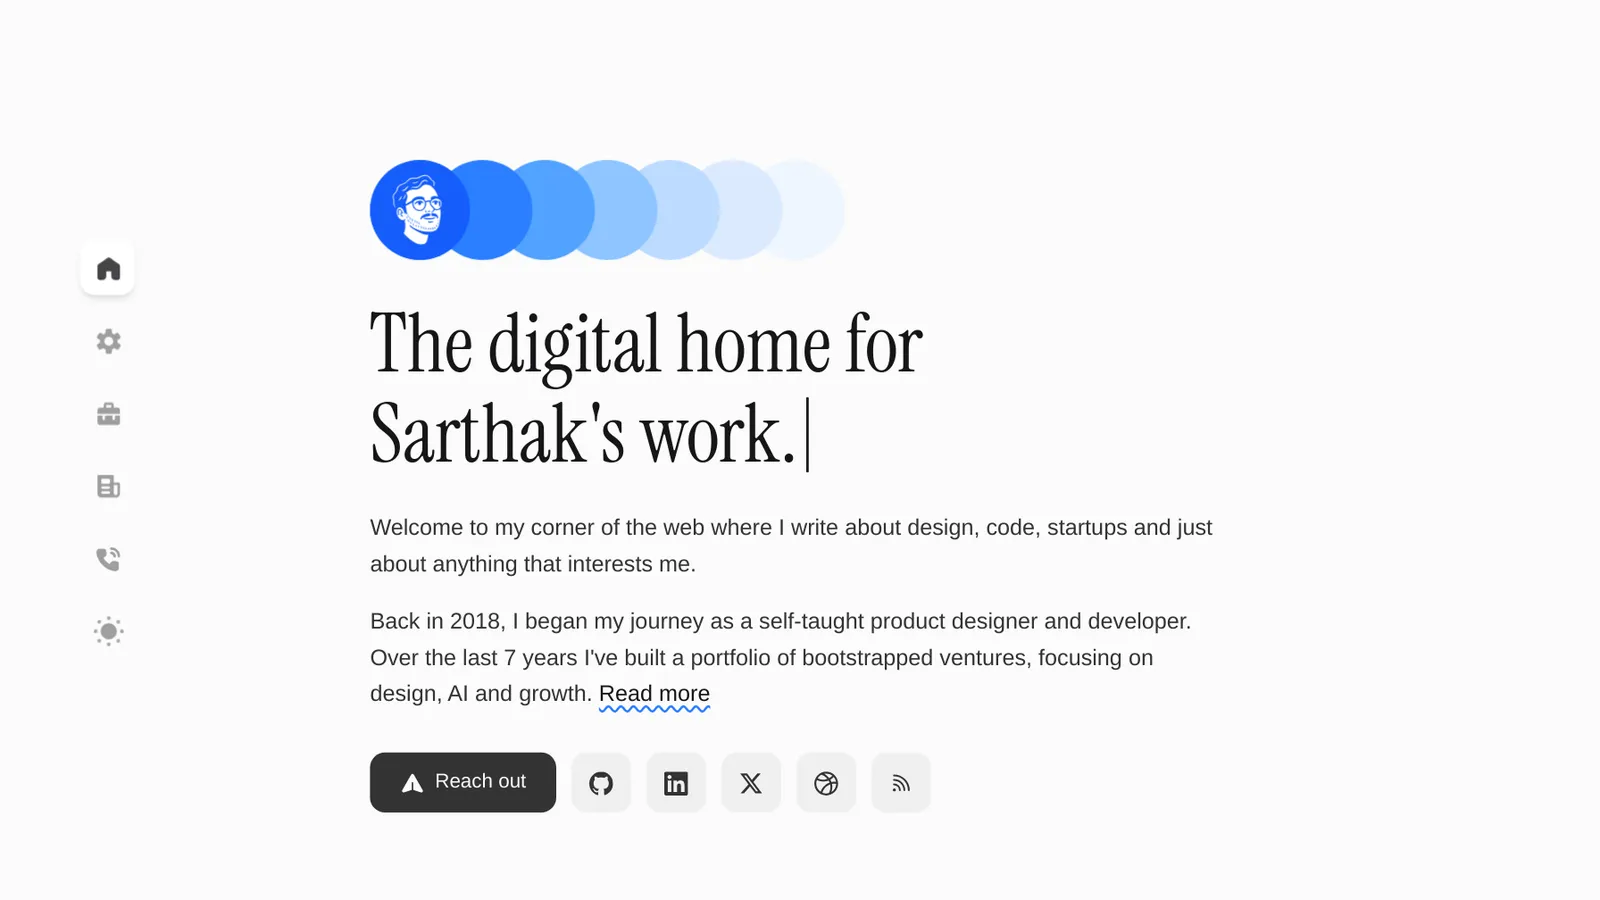 The digital home for
Sarthak's work.
Welcome to my corner of the web where I write about design, code, startups and just
about anything that interests me.
Back in 2018, I began my journey as a self-taught product designer and developer.
Over the last 7 years I've built a portfolio of bootstrapped ventures, focusing on
design, AI and growth. Read more
Reach out